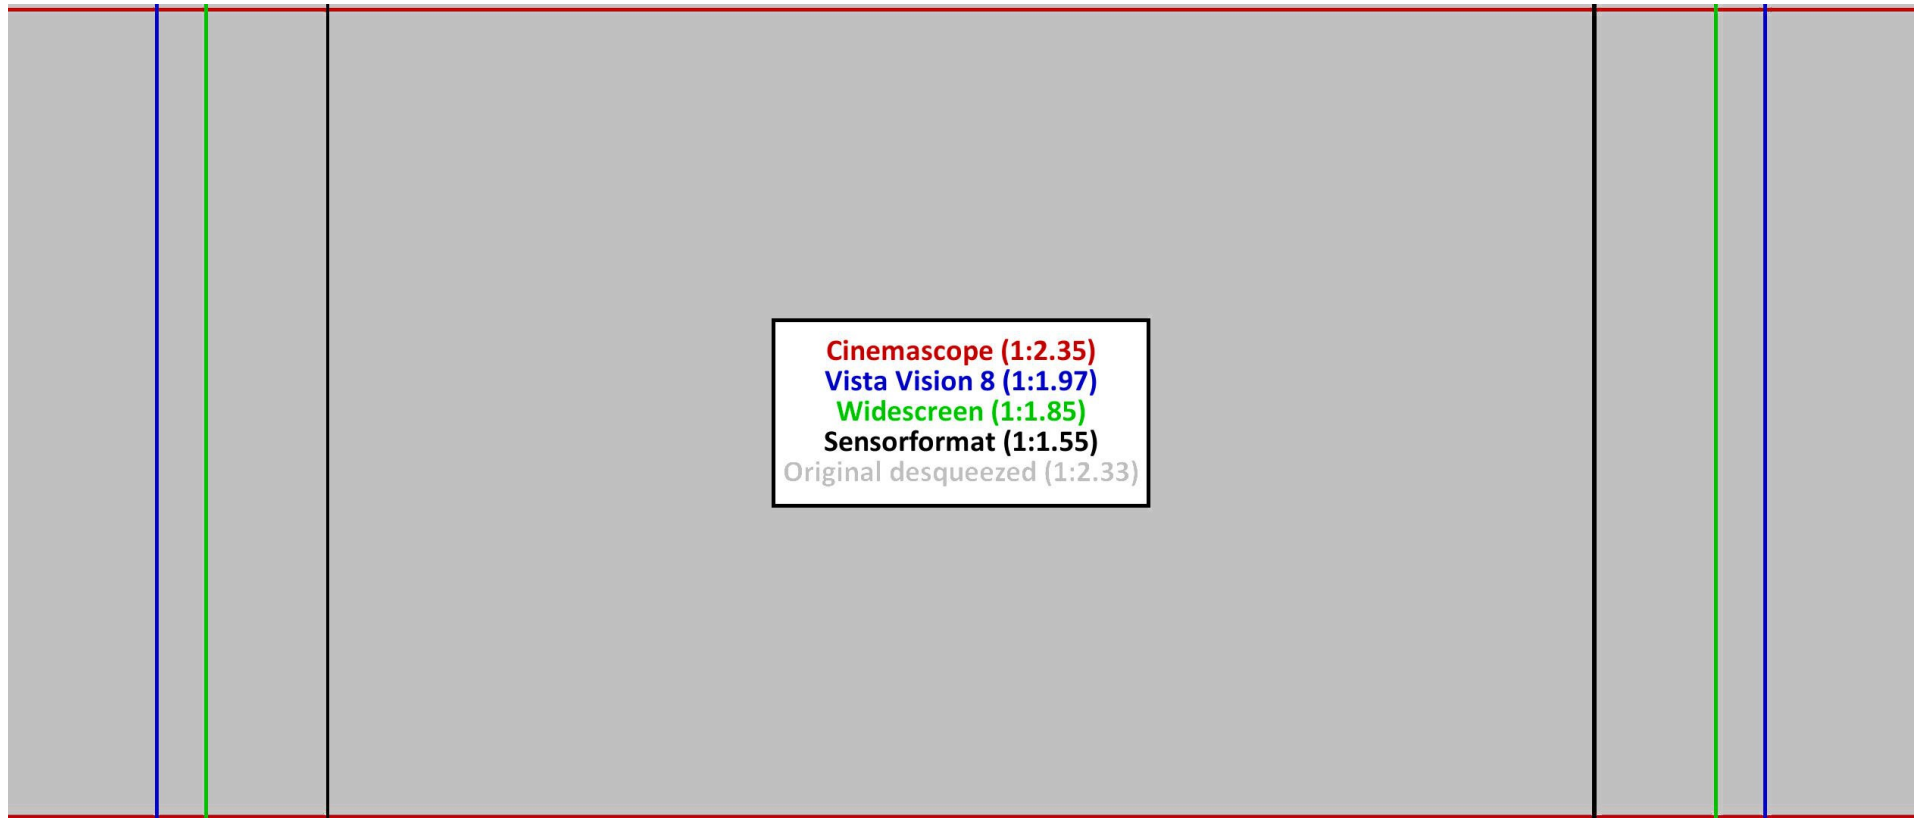 Cinemascope (1:2.35)
Vista Vision 8 (1:1.97)
Widescreen (1:1.85)
Sensorformat (1:1.55)
Original desqueezed (1:2.33)